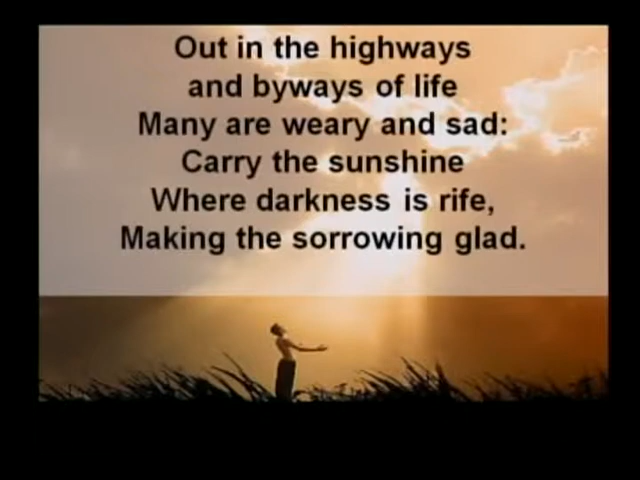 Out in the highways
and byways of life
Many are weary and sad:
Carry the sunshine
Where darkness is rife,
Making the sorrowing glad.